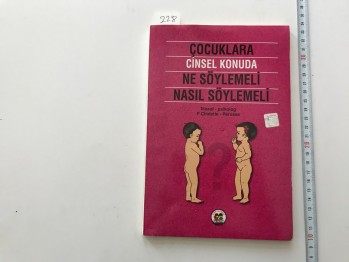 228
ÇOCUKLARA
CİNSEL KONUDA
NE SÖYLEMELİ
NASIL SÖYLEMELİ
?